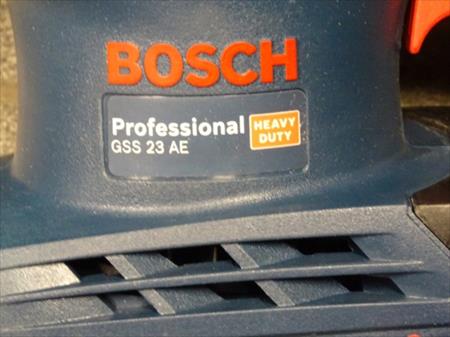 BOSCH
Professional HEAVY DUTY
GSS 23 AE